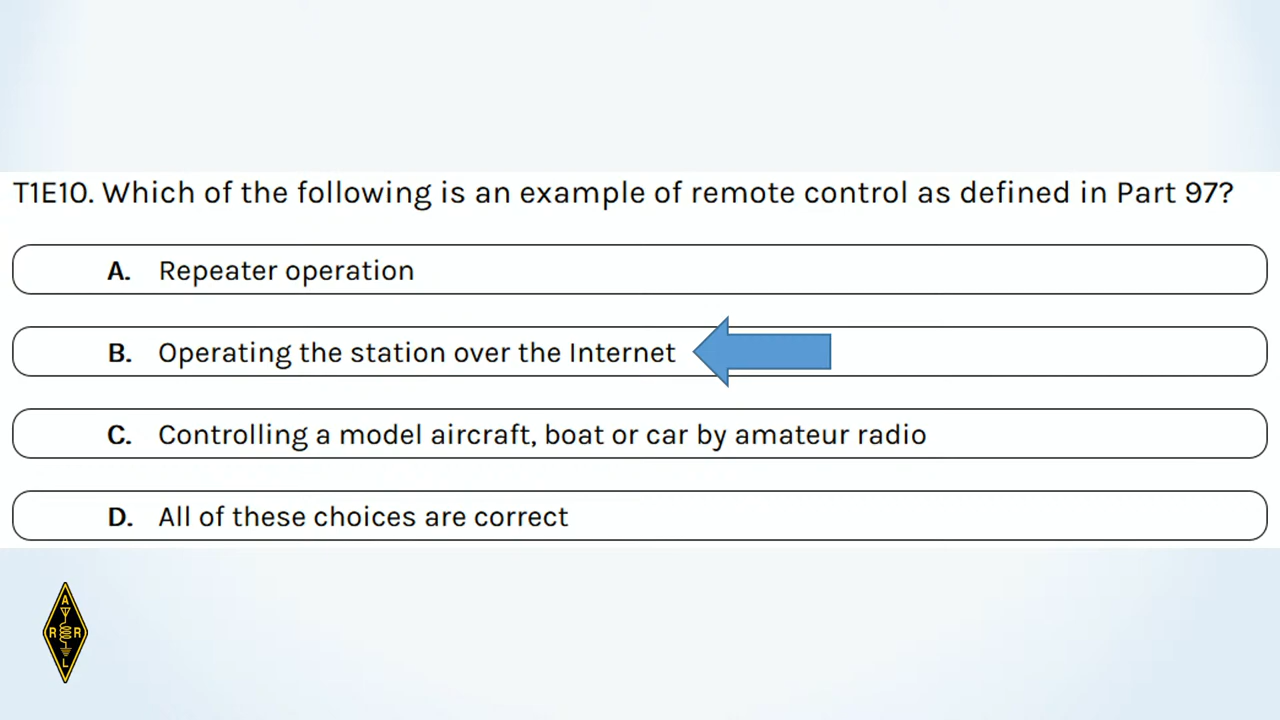 T1E10. Which of the following is an example of remote control as defined in Part 97?
A. Repeater operation
B. Operating the station over the Internet
C. Controlling a model aircraft, boat or car by amateur radio
D. All of these choices are correct
A
R R
L